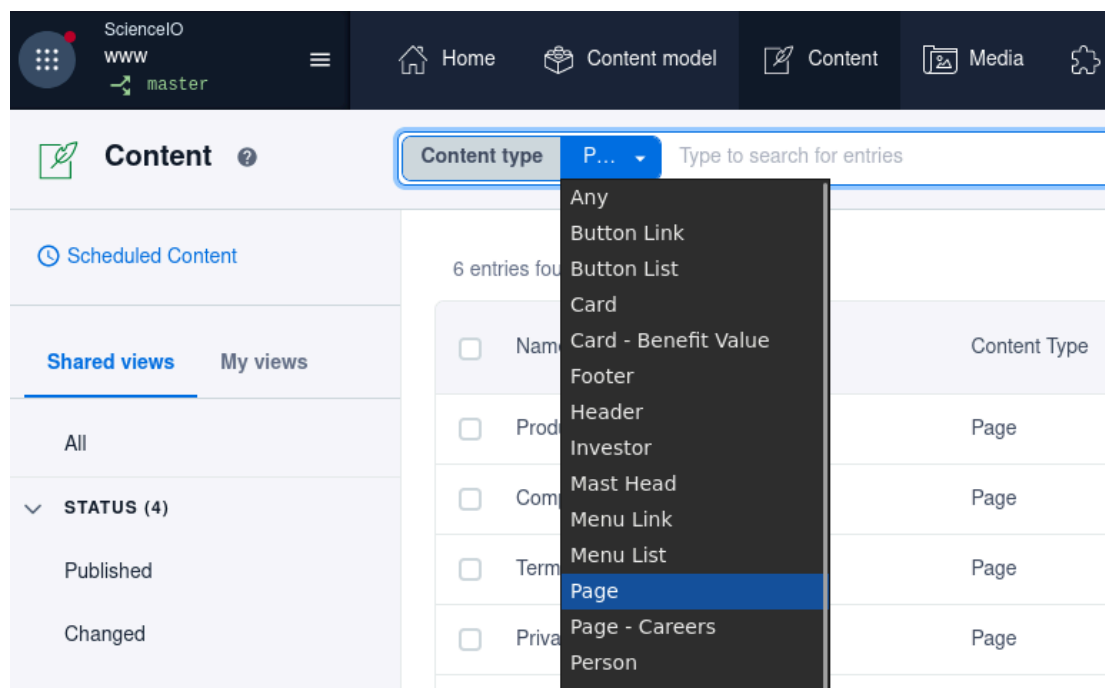 ScienceIO
www
master
Home
Content model
Content
Media
Content
Content type
P...
Type to search for entries
Any
Button Link
Button List
Card
Card - Benefit Value
Footer
Header
Investor
Mast Head
Menu Link
Menu List
Page
Page - Careers
Person
Scheduled Content
Shared views
My views
All
STATUS (4)
Published
Changed
6 entries fou
Nam
Content Type
Prod
Page
Com
Page
Term
Page
Priva
Page